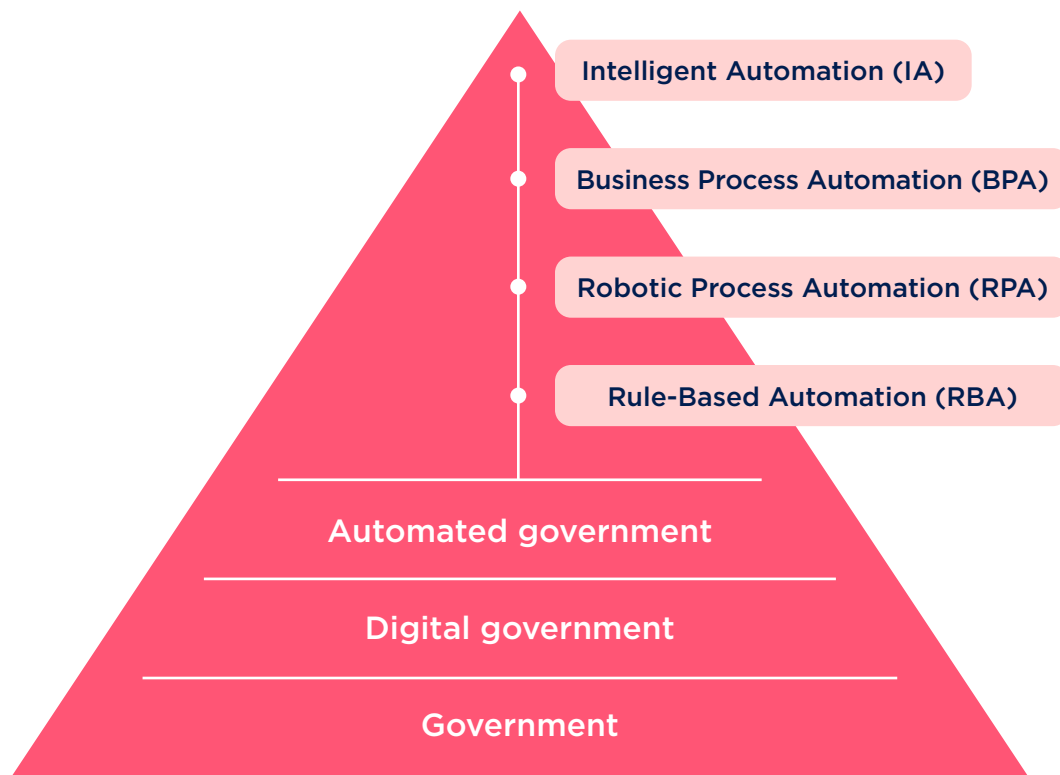 Intelligent Automation (IA)
Business Process Automation (BPA)
Robotic Process Automation (RPA)
Rule-Based Automation (RBA)
Automated government
Digital government
Government